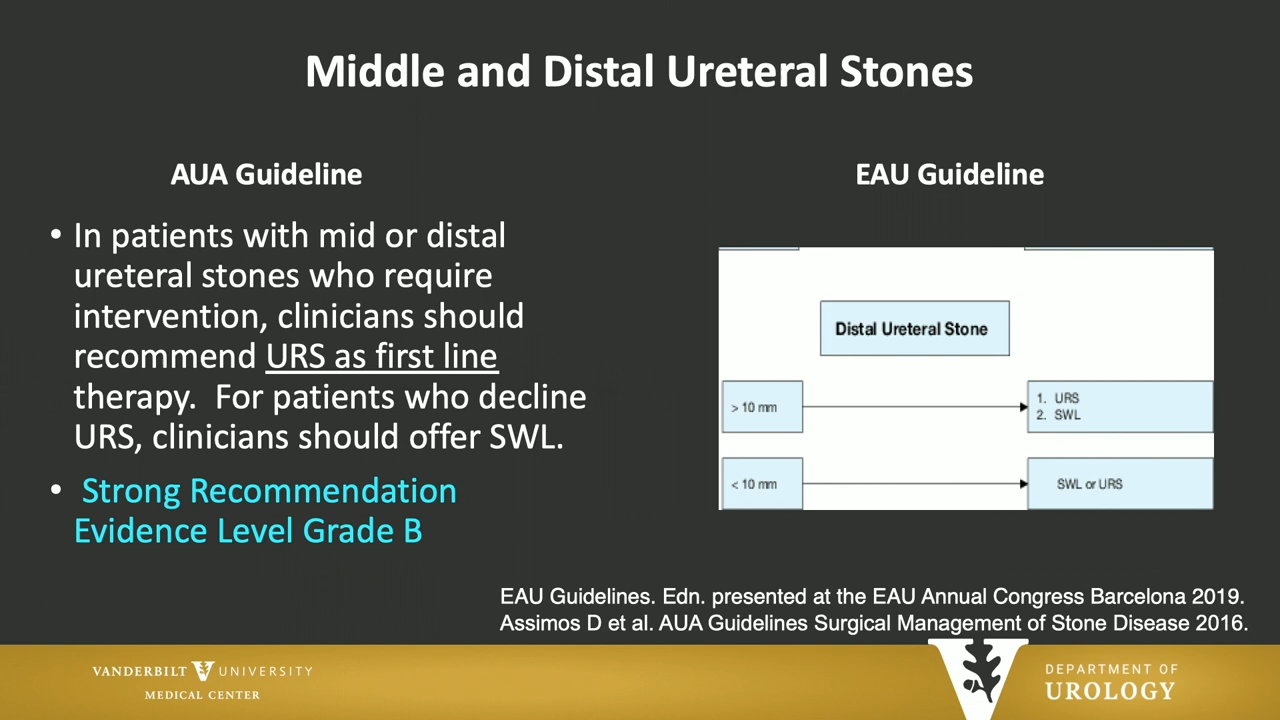 Middle and Distal Ureteral Stones
AUA Guideline
• In patients with mid or distal
ureteral stones who require
intervention, clinicians should
recommend URS as first line
therapy.  For patients who decline
URS, clinicians should offer SWL.
• Strong Recommendation
Evidence Level Grade B
EAU Guideline
Distal Ureteral Stone
> 10 mm
1. URS
2. SWL
< 10 mm
SWL or URS
EAU Guidelines. Edn. presented at the EAU Annual Congress Barcelona 2019.
Assimos D et al. AUA Guidelines Surgical Management of Stone Disease 2016.
VANDERBILT UNIVERSITY
MEDICAL CENTER
DEPARTMENT OF
UROLOGY